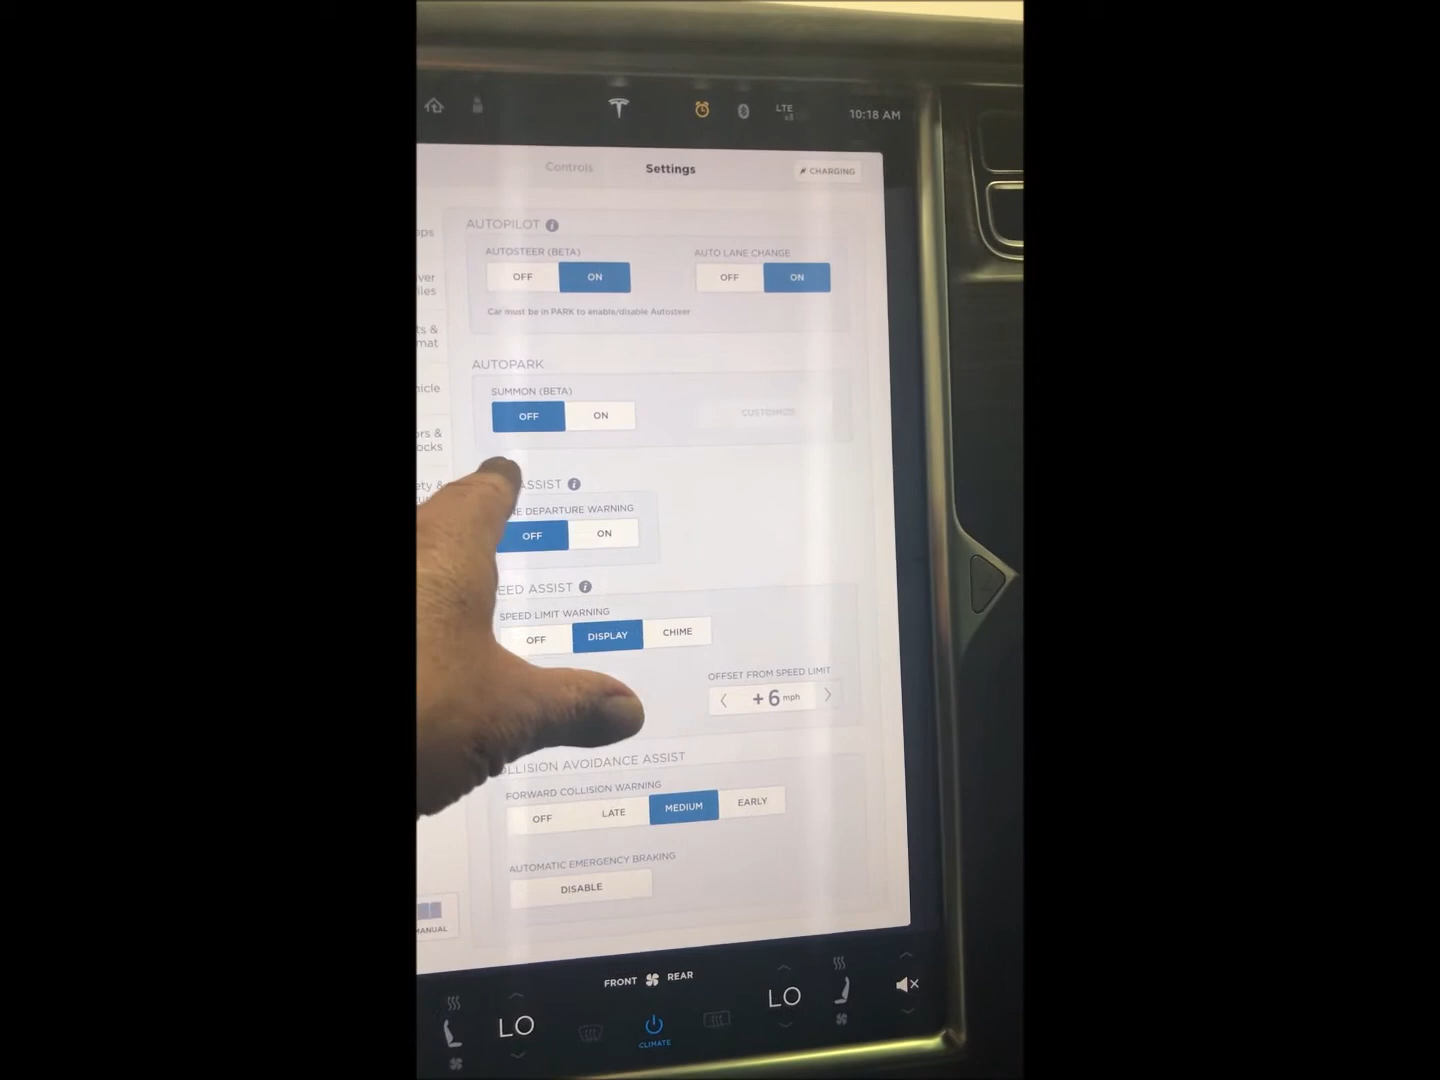 LTE
10:18 AM
Controls
Settings
CHARGING
AUTOPILOT
AUTOSTEER (BETA)
AUTO LANE CHANGE
OFF ON
OFF ON
Car must be in PARK to enable/disable Autosteer
AUTOPARK
SUMMON (BETA)
OFF ON
CUSTOMIZE
ASSIST
DEPARTURE WARNING
OFF ON
EED ASSIST
SPEED LIMIT WARNING
OFF DISPLAY CHIME
OFFSET FROM SPEED LIMIT
+6 mph
OLLISION AVOIDANCE ASSIST
FORWARD COLLISION WARNING
OFF LATE MEDIUM EARLY
AUTOMATIC EMERGENCY BRAKING
DISABLE
MANUAL
FRONT REAR
LO
LO
CLIMATE